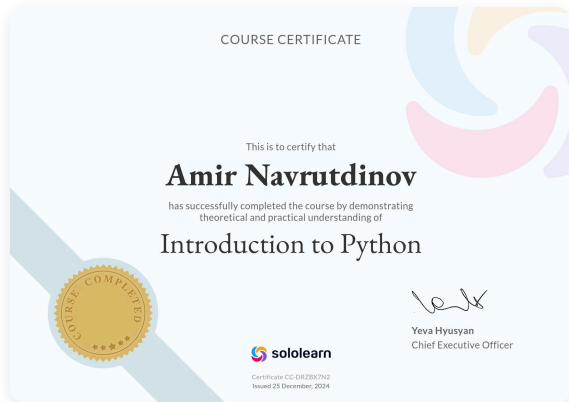 COURSE CERTIFICATE
This is to certify that
Amir Navrutdinov
has successfully completed the course by demonstrating
theoretical and practical understanding of
Introduction to Python
COURSE COMPLETED
Yeva Hyusyan
Chief Executive Officer
sololearn
Certificate CC-DRZBX7N2
Issued 25 December, 2024